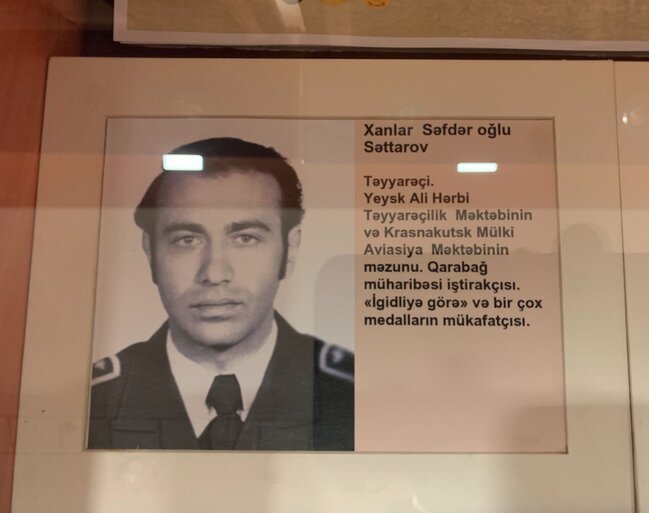 Xanlar Səfdər oğlu
Səttarov
Təyyarəçi.
Yeysk Ali Hərbi
Təyyarəçilik Məktəbinin
və Krasnakutsk Mülki
Aviasiya Məktəbinin
məzunu. Qarabağ
müharibəsi iştirakçısı.
«İgidliyə görə» və bir çox
medalların mükafatçısı.